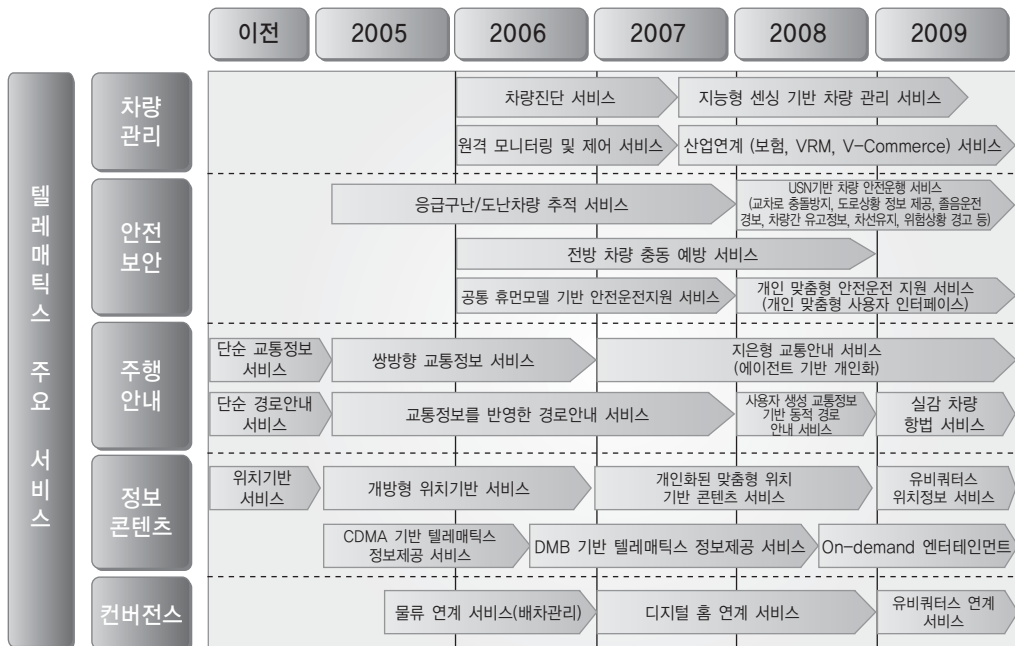 이전 2005 2006 2007 2008 2009
텔레매틱스 주요 서비스
차량
관리
차량진단 서비스
지능형 센싱 기반 차량 관리 서비스
원격 모니터링 및 제어 서비스
산업연계 (보험, VRM, V-Commerce) 서비스
안전
보안
응급구난/도난차량 추적 서비스
USN기반 차량 안전운행 서비스
(교차로 충돌방지, 도로상황 정보 제공, 졸음운전
경보, 차량간 유고정보, 차선유지, 위험상황 경고 등)
전방 차량 충동 예방 서비스
공통 휴먼모델 기반 안전운전지원 서비스
개인 맞춤형 안전운전 지원 서비스
(개인 맞춤형 사용자 인터페이스)
주행
안내
단순 교통정보
서비스
쌍방향 교통정보 서비스
지은형 교통안내 서비스
(에이전트 기반 개인화)
단순 경로안내
서비스
교통정보를 반영한 경로안내 서비스
사용자 생성 교통정보
기반 동적 경로
안내 서비스
실감 차량
항법 서비스
정보
콘텐츠
위치기반
서비스
개방형 위치기반 서비스
개인화된 맞춤형 위치
기반 콘텐츠 서비스
유비쿼터스
위치정보 서비스
CDMA 기반 텔레매틱스
정보제공 서비스
DMB 기반 텔레매틱스 정보제공 서비스
On-demand 엔터테인먼트
컨버전스
물류 연계 서비스(배차관리)
디지털 홈 연계 서비스
유비쿼터스 연계
서비스